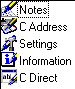 Notes
C Address
Settings
Information
C Direct